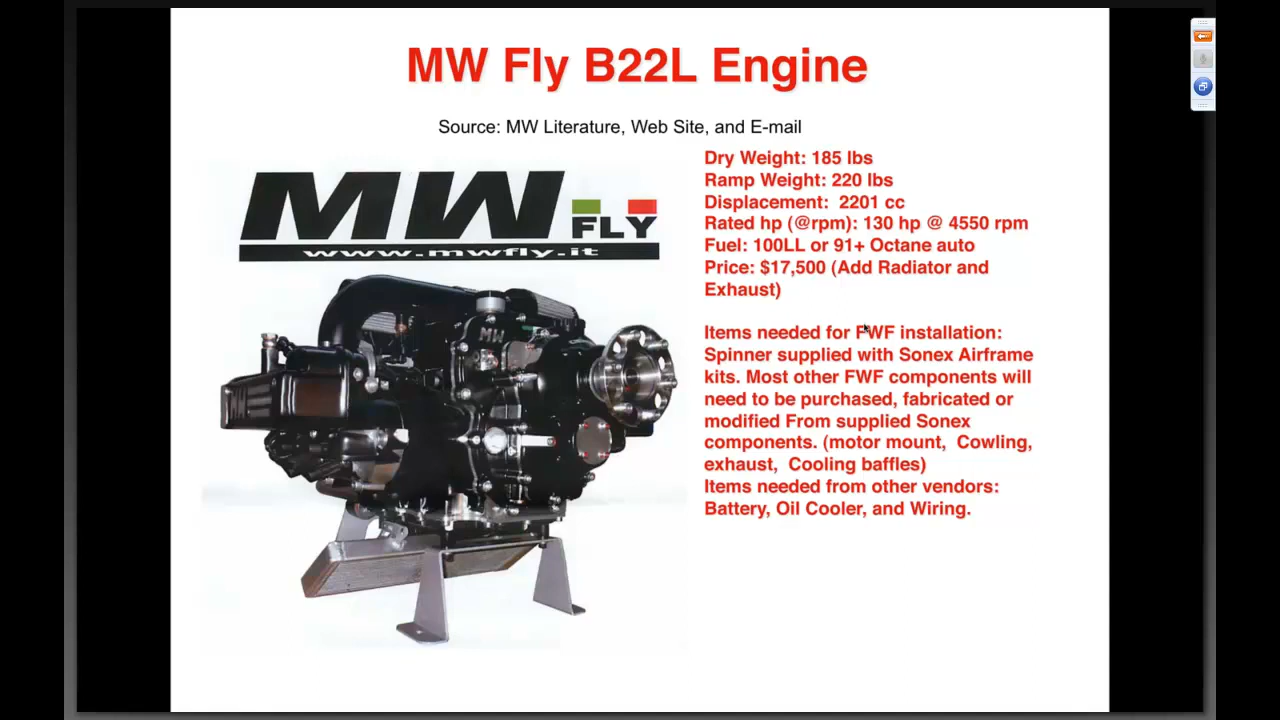 MW Fly B22L Engine
Source: MW Literature, Web Site, and E-mail
MW
FLY
www.mwfly.it
MW
Dry Weight: 185 lbs
Ramp Weight: 220 lbs
Displacement:  2201 cc
Rated hp (@rpm): 130 hp @ 4550 rpm
Fuel: 100LL or 91+ Octane auto
Price: $17,500 (Add Radiator and
Exhaust)
Items needed for FWF installation:
Spinner supplied with Sonex Airframe
kits. Most other FWF components will
need to be purchased, fabricated or
modified From supplied Sonex
components. (motor mount,  Cowling,
exhaust,  Cooling baffles)
Items needed from other vendors:
Battery, Oil Cooler, and Wiring.